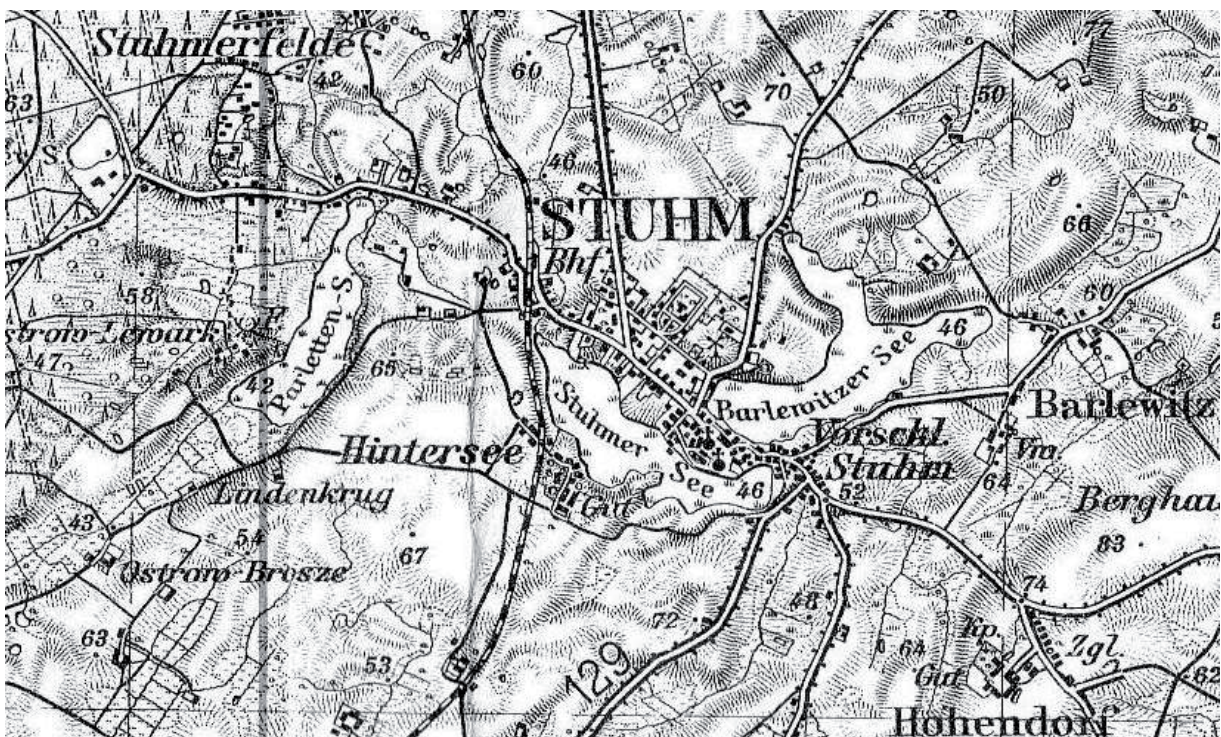 Stuhmerfelde
77
60
42
63
70
50
S.
46
STUHM
66
Bhf.
58
60
F.
46
strow-Lewark
47
Parletten-S.
65
42
Stuhmer See
Barlewitzer See
Barlewitz
Hintersee
Vorschl. Stuhm
Vw.
46
52
64
Lindenkrug
Gut
Berghau
43
54
67
83
Ostrow-Brosze
74
48
72
63
53
129
64
Kp.
Zgl.
Gut
62
Hohendorf